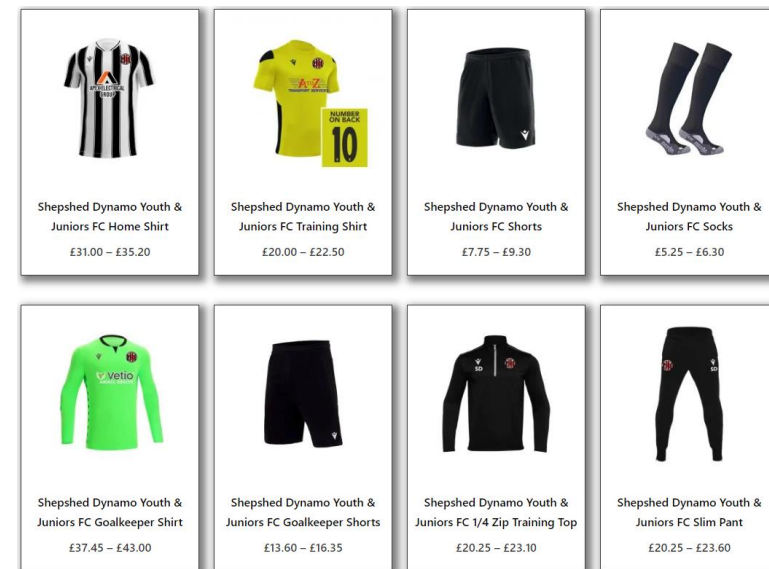 APEX ELECTRICAL
GROUP
A to Z
TRANSPORT SERVICES
NUMBER
ON BACK
10
Shepshed Dynamo Youth &
Juniors FC Home Shirt
£31.00 – £35.20
Shepshed Dynamo Youth &
Juniors FC Training Shirt
£20.00 – £22.50
Shepshed Dynamo Youth &
Juniors FC Shorts
£7.75 – £9.30
Shepshed Dynamo Youth &
Juniors FC Socks
£5.25 – £6.30
Vetio
SD
SD
Shepshed Dynamo Youth &
Juniors FC Goalkeeper Shirt
£37.45 – £43.00
Shepshed Dynamo Youth &
Juniors FC Goalkeeper Shorts
£13.60 – £16.35
Shepshed Dynamo Youth &
Juniors FC 1/4 Zip Training Top
£20.25 – £23.10
Shepshed Dynamo Youth &
Juniors FC Slim Pant
£20.25 – £23.60